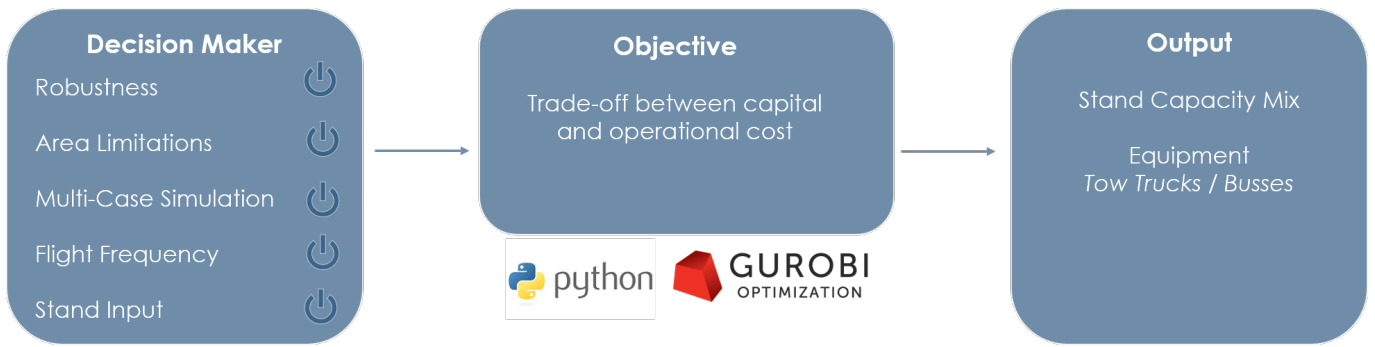 Decision Maker
Robustness
Area Limitations
Multi-Case Simulation
Flight Frequency
Stand Input
Objective
Trade-off between capital
and operational cost
python
GUROBI
OPTIMIZATION
Output
Stand Capacity Mix
Equipment
Tow Trucks / Busses